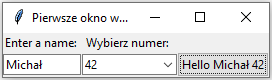 Pierwsze okno w...
Enter a name: Wybierz numer:
Michał 42 Hello Michał 42